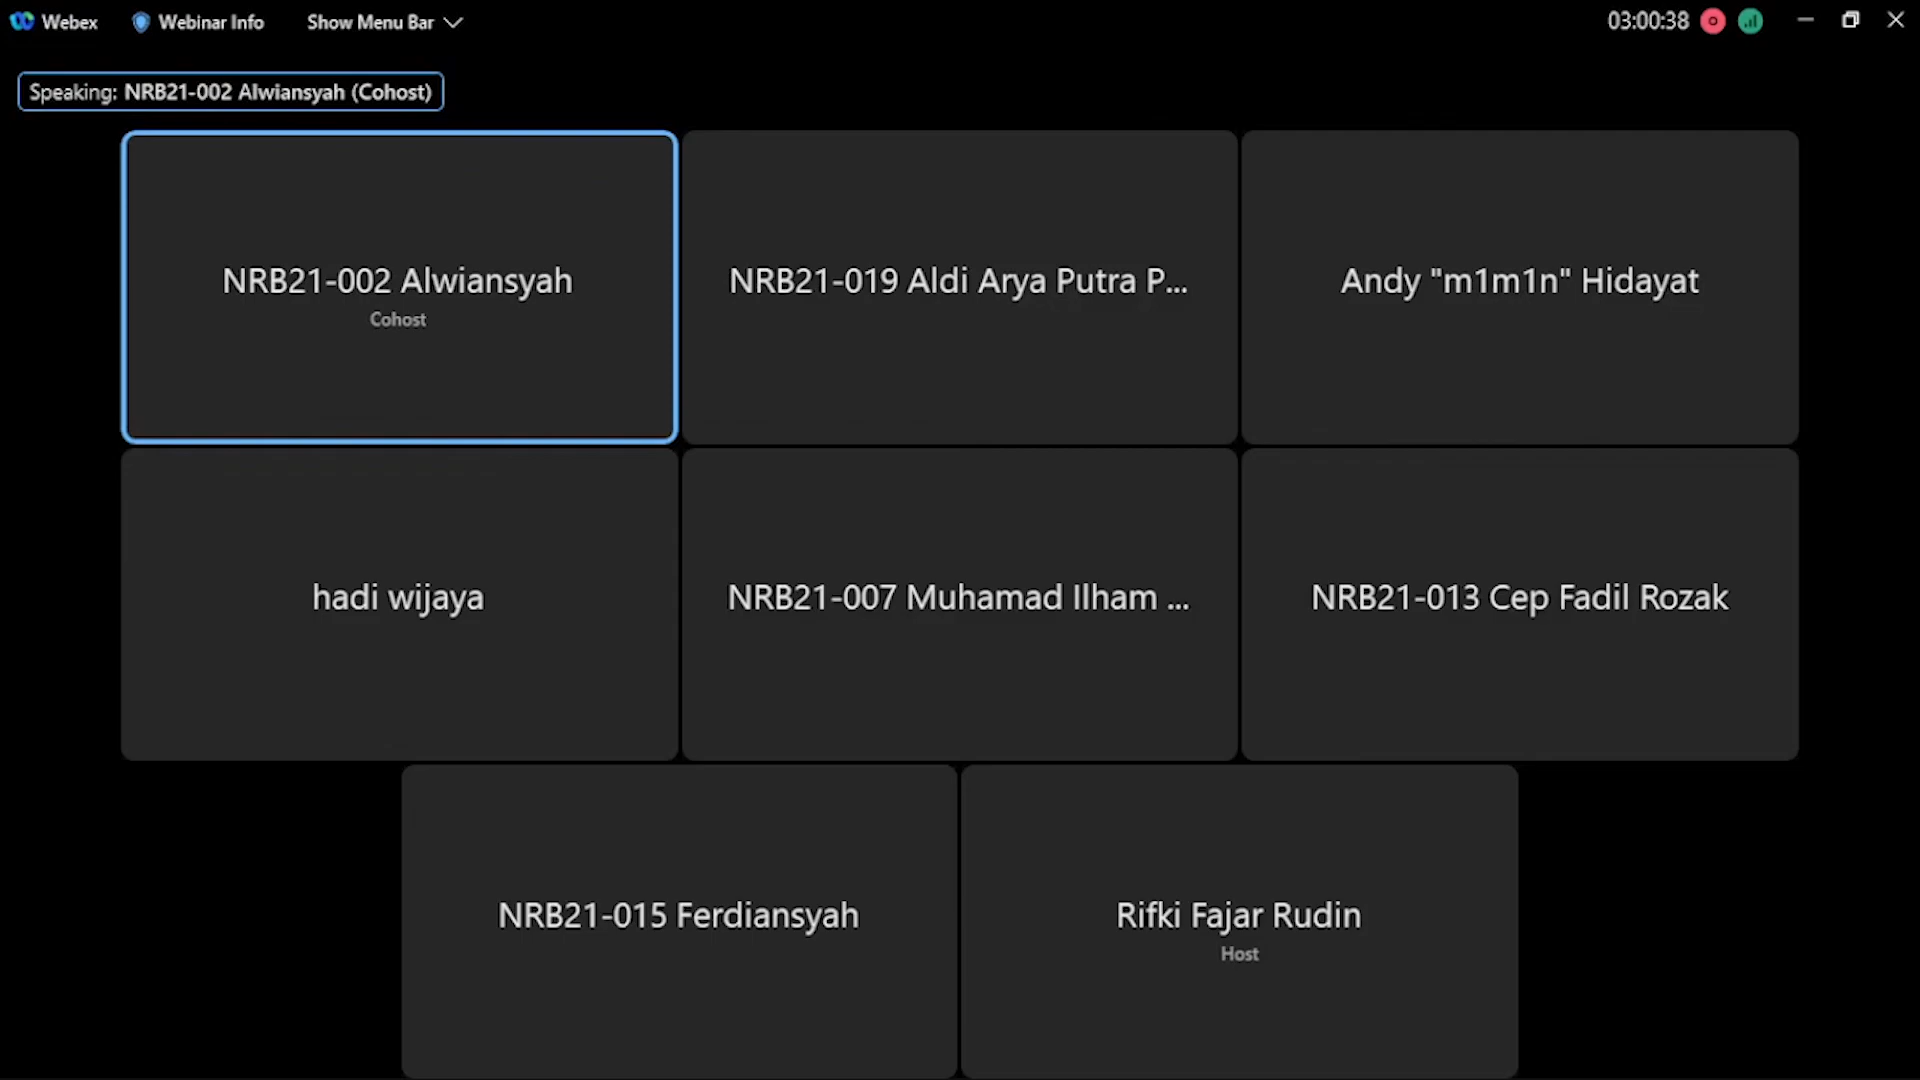 Webex
Webinar Info
Show Menu Bar
03:00:38
Speaking: NRB21-002 Alwiansyah (Cohost)
NRB21-002 Alwiansyah
Cohost
NRB21-019 Aldi Arya Putra P...
Andy "m1m1n" Hidayat
hadi wijaya
NRB21-007 Muhamad Ilham ...
NRB21-013 Cep Fadil Rozak
NRB21-015 Ferdiansyah
Rifki Fajar Rudin
Host